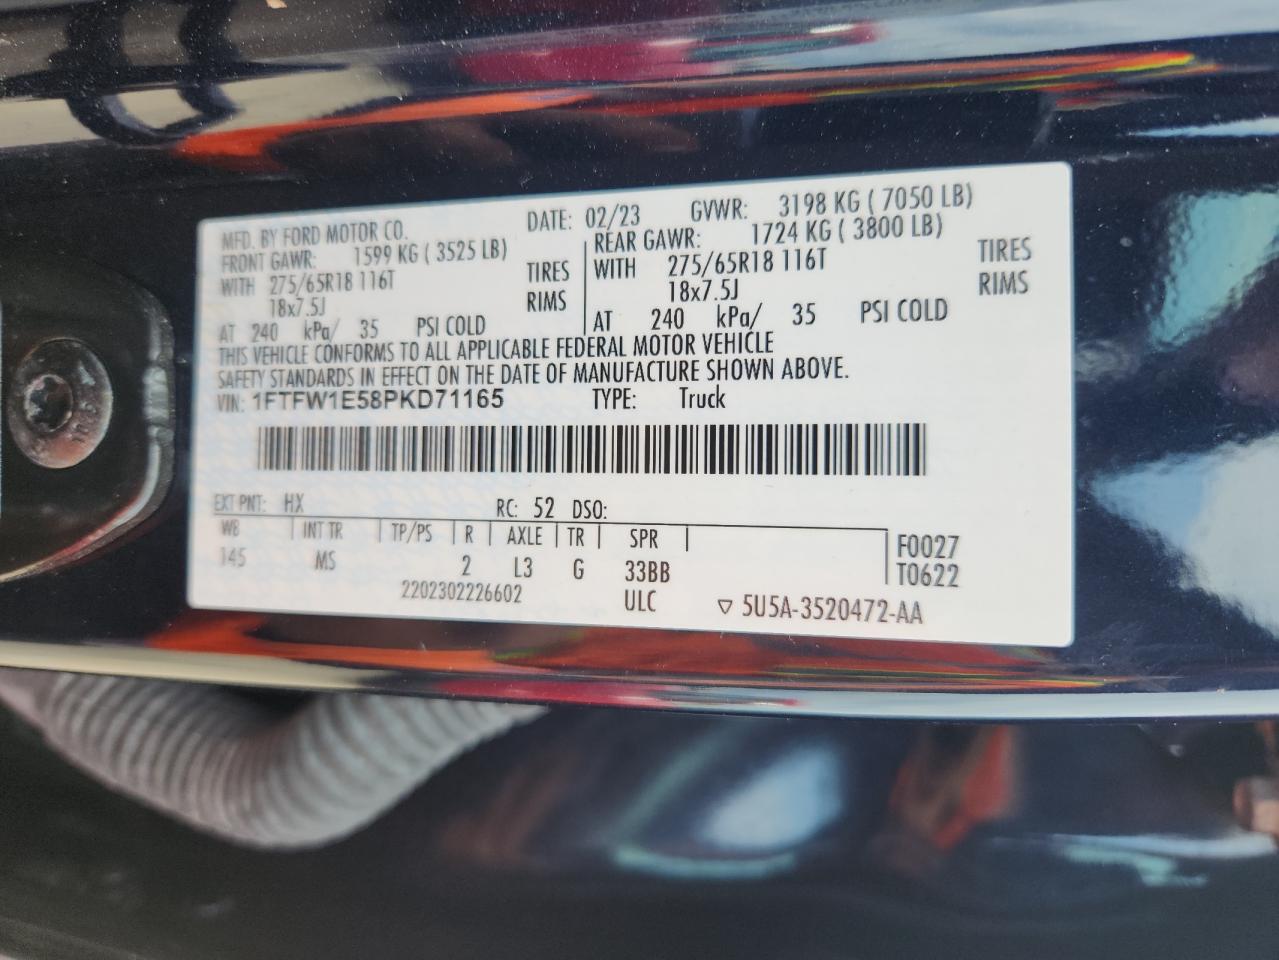 MFD. BY FORD MOTOR CO. DATE: 02/23 GVWR: 3198 KG ( 7050 LB)
FRONT GAWR: 1599 KG ( 3525 LB) REAR GAWR: 1724 KG ( 3800 LB)
WITH 275/65R18 116T TIRES WITH 275/65R18 116T TIRES
18x7.5J RIMS 18x7.5J RIMS
AT 240 kPa/ 35 PSI COLD AT 240 kPa/ 35 PSI COLD
THIS VEHICLE CONFORMS TO ALL APPLICABLE FEDERAL MOTOR VEHICLE
SAFETY STANDARDS IN EFFECT ON THE DATE OF MANUFACTURE SHOWN ABOVE.
VIN: 1FTFW1E58PKD71165 TYPE: Truck
EXT PNT: HX RC: 52 DSO:
WB INT TR TP/PS R AXLE TR SPR F0027
145 MS 2 L3 G 33BB T0622
2202302226602 ULC ▽ 5U5A-3520472-AA